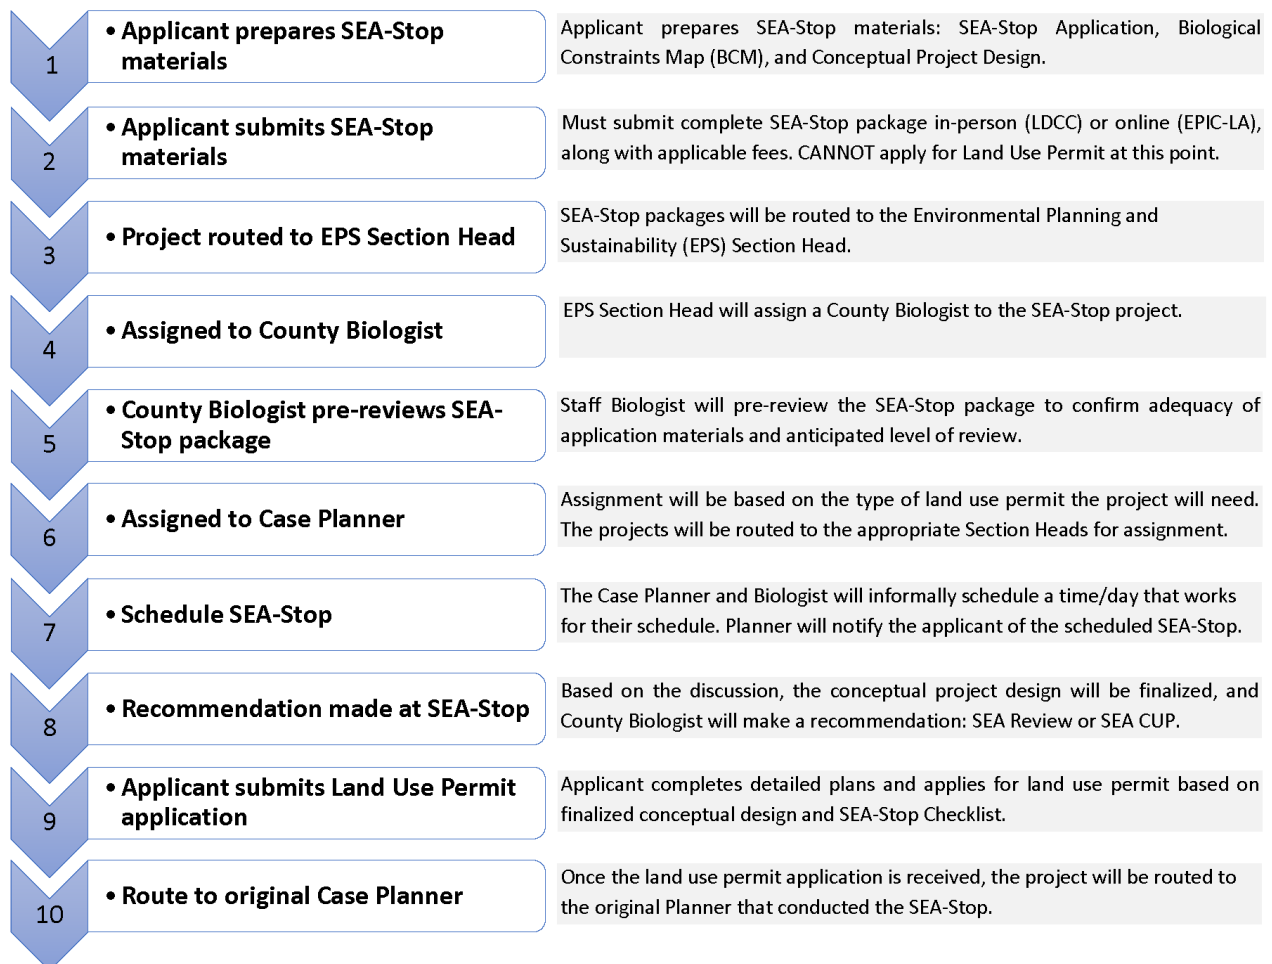 1
• Applicant prepares SEA-Stop
materials
Applicant prepares SEA-Stop materials: SEA-Stop Application, Biological
Constraints Map (BCM), and Conceptual Project Design.
2
• Applicant submits SEA-Stop
materials
Must submit complete SEA-Stop package in-person (LDCC) or online (EPIC-LA),
along with applicable fees. CANNOT apply for Land Use Permit at this point.
3
• Project routed to EPS Section Head
SEA-Stop packages will be routed to the Environmental Planning and
Sustainability (EPS) Section Head.
4
• Assigned to County Biologist
EPS Section Head will assign a County Biologist to the SEA-Stop project.
5
• County Biologist pre-reviews SEA-
Stop package
Staff Biologist will pre-review the SEA-Stop package to confirm adequacy of
application materials and anticipated level of review.
6
• Assigned to Case Planner
Assignment will be based on the type of land use permit the project will need.
The projects will be routed to the appropriate Section Heads for assignment.
7
• Schedule SEA-Stop
The Case Planner and Biologist will informally schedule a time/day that works
for their schedule. Planner will notify the applicant of the scheduled SEA-Stop.
8
• Recommendation made at SEA-Stop
Based on the discussion, the conceptual project design will be finalized, and
County Biologist will make a recommendation: SEA Review or SEA CUP.
9
• Applicant submits Land Use Permit
application
Applicant completes detailed plans and applies for land use permit based on
finalized conceptual design and SEA-Stop Checklist.
10
• Route to original Case Planner
Once the land use permit application is received, the project will be routed to
the original Planner that conducted the SEA-Stop.